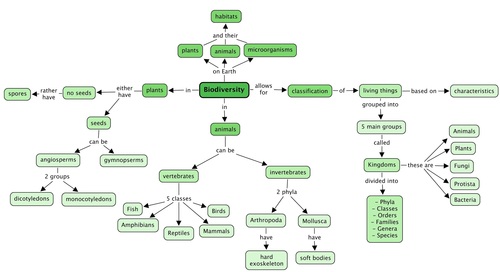 habitats
and their
plants
animals
microorganisms
on Earth
spores
rather
have
no seeds
either
have
plants
in
Biodiversity
allows
for
classification
of
living things
based on
characteristics
seeds
can be
angiosperms
gymnosperms
2 groups
dicotyledons
monocotyledons
in
animals
can be
vertebrates
invertebrates
5 classes
Fish
Amphibians
Reptiles
Mammals
Birds
2 phyla
Arthropoda
Mollusca
have
have
hard
exoskeleton
soft bodies
grouped into
5 main groups
called
Kingdoms
these are
Animals
Plants
Fungi
Protista
Bacteria
divided into
- Phyla
- Classes
- Orders
- Families
- Genera
- Species